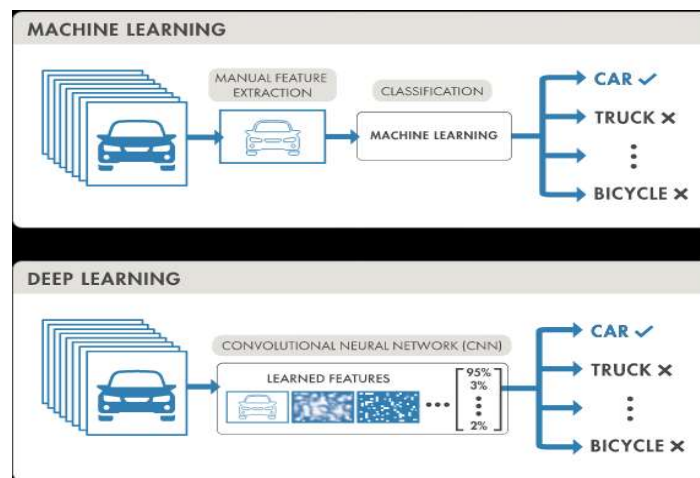 MACHINE LEARNING
MANUAL FEATURE
EXTRACTION
CLASSIFICATION
MACHINE LEARNING
CAR ✓
TRUCK ✕
⋮
BICYCLE ✕
DEEP LEARNING
CONVOLUTIONAL NEURAL NETWORK (CNN)
LEARNED FEATURES
...
95%
3%
⋮
2%
CAR ✓
TRUCK ✕
⋮
BICYCLE ✕